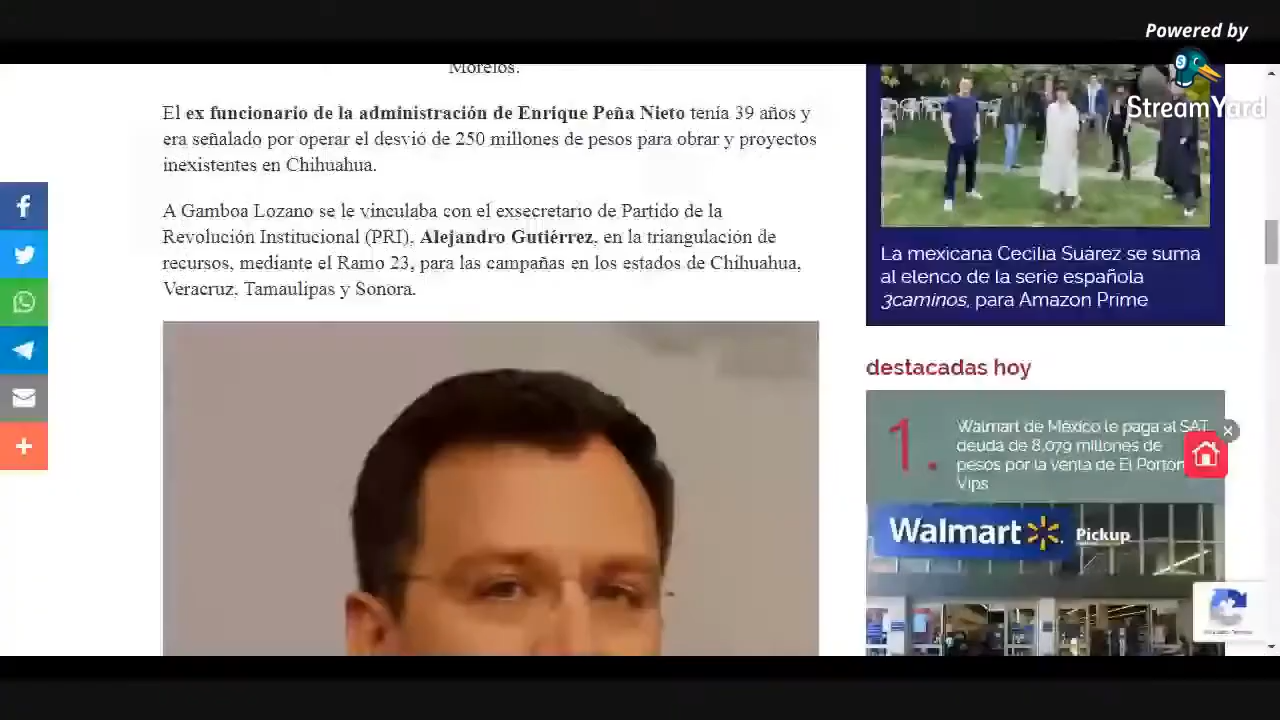 Powered by
StreamYard
Morelos.
El ex funcionario de la administración de Enrique Peña Nieto tenía 39 años y
era señalado por operar el desvió de 250 millones de pesos para obrar y proyectos
inexistentes en Chihuahua.
A Gamboa Lozano se le vinculaba con el exsecretario de Partido de la
Revolución Institucional (PRI), Alejandro Gutiérrez, en la triangulación de
recursos, mediante el Ramo 23, para las campañas en los estados de Chihuahua,
Veracruz, Tamaulipas y Sonora.
La mexicana Cecilia Suárez se suma
al elenco de la serie española
3caminos, para Amazon Prime
destacadas hoy
1.
Walmart de México le paga al SAT
deuda de 8,079 millones de
pesos por la venta de El Porton
Vips
Walmart
Pickup